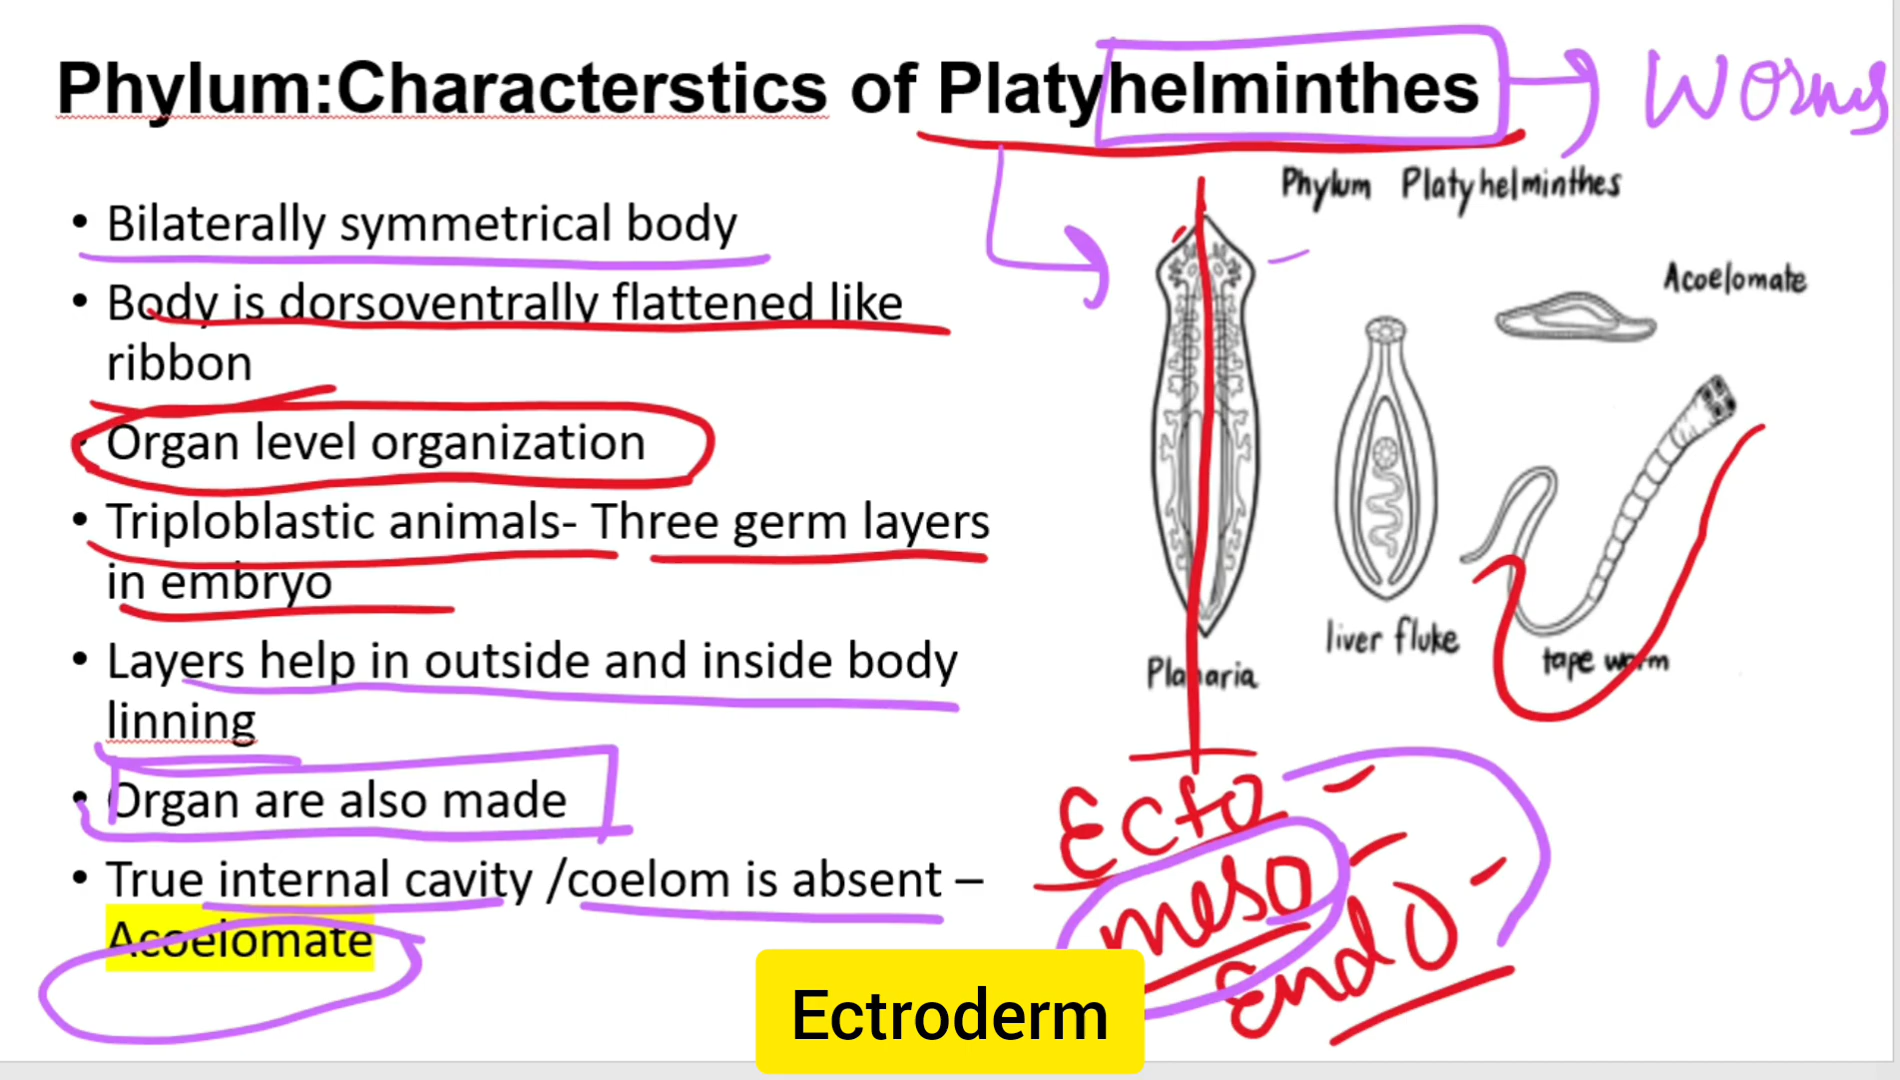 Phylum:Characterstics of Platyhelminthes
Worms
• Bilaterally symmetrical body
• Body is dorsoventrally flattened like
ribbon
• Organ level organization
• Triploblastic animals- Three germ layers
in embryo
• Layers help in outside and inside body
linning
• Organ are also made
• True internal cavity /coelom is absent –
Acoelomate
Phylum Platyhelminthes
Acoelomate
Planaria
liver fluke
tape worm
Ecto
meso
Endo
Ectroderm